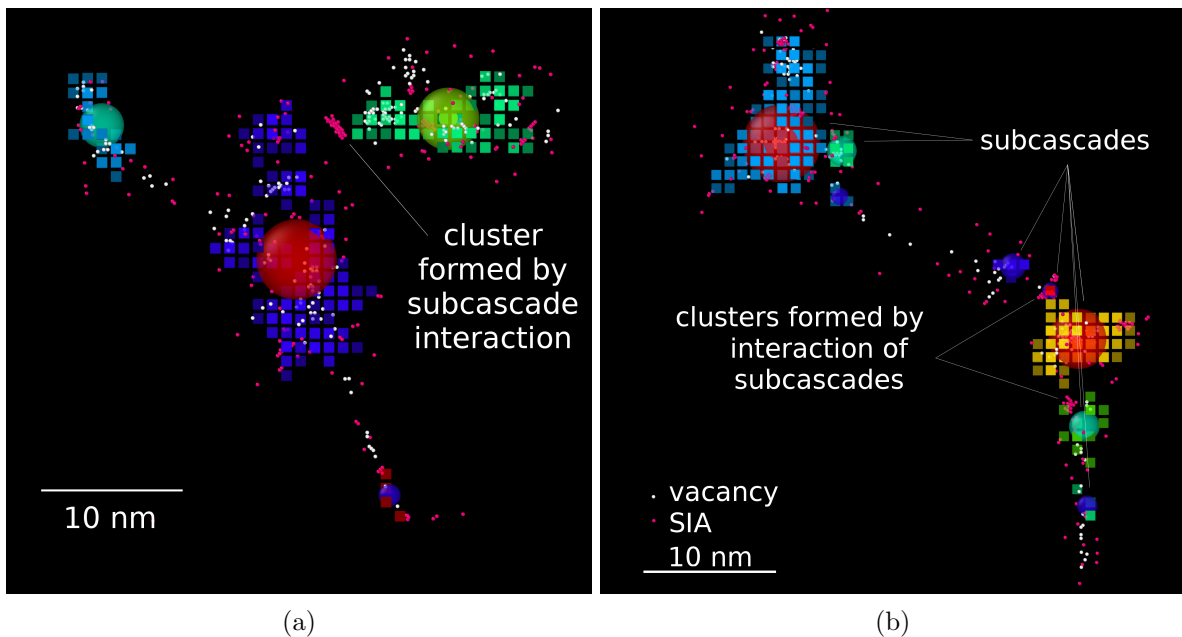 cluster
formed by
subcascade
interaction
10 nm
(a)
subcascades
clusters formed by
interaction of
subcascades
vacancy
SIA
10 nm
(b)